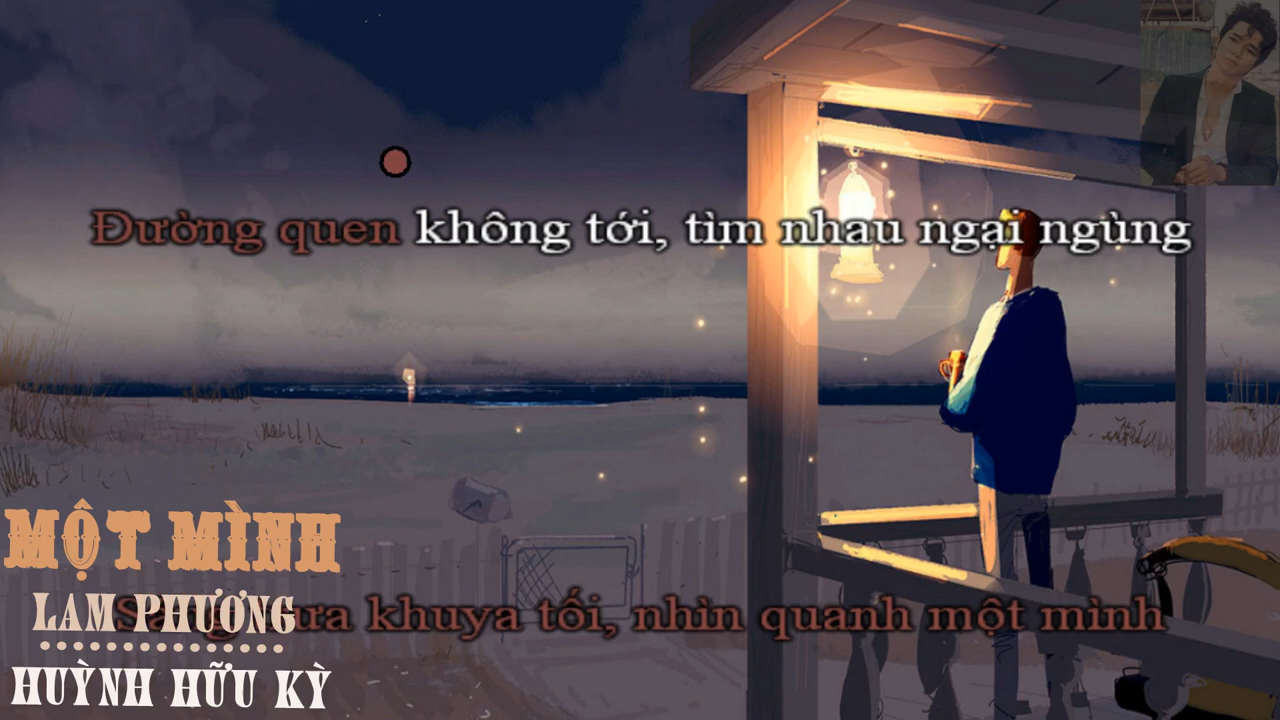 Đường quen không tới, tìm nhau ngại ngùng
MỘT MÌNH
LAM PHƯƠNG
khuya tối, nhìn quanh một mình
HUỲNH HỮU KỲ